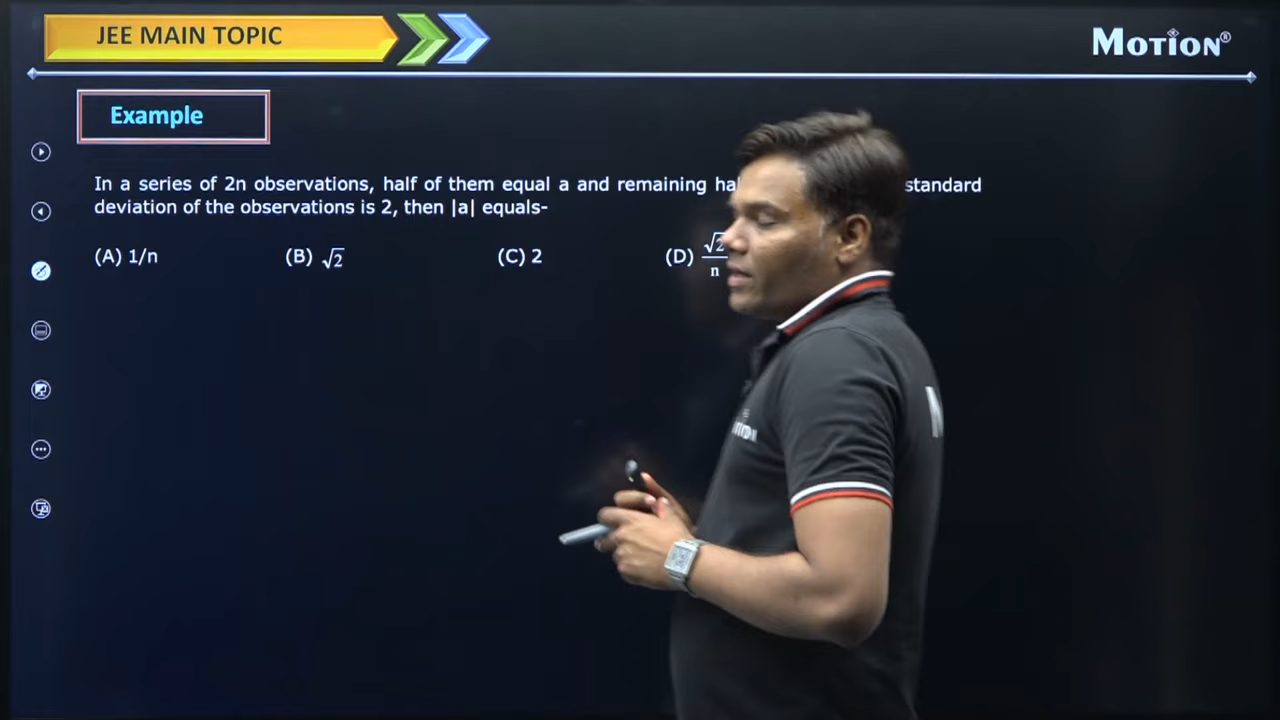 JEE MAIN TOPIC
MOTION®
Example
In a series of 2n observations, half of them equal a and remaining standard
deviation of the observations is 2, then |a| equals-
(A) 1/n (B) √2 (C) 2 (D) √2/n